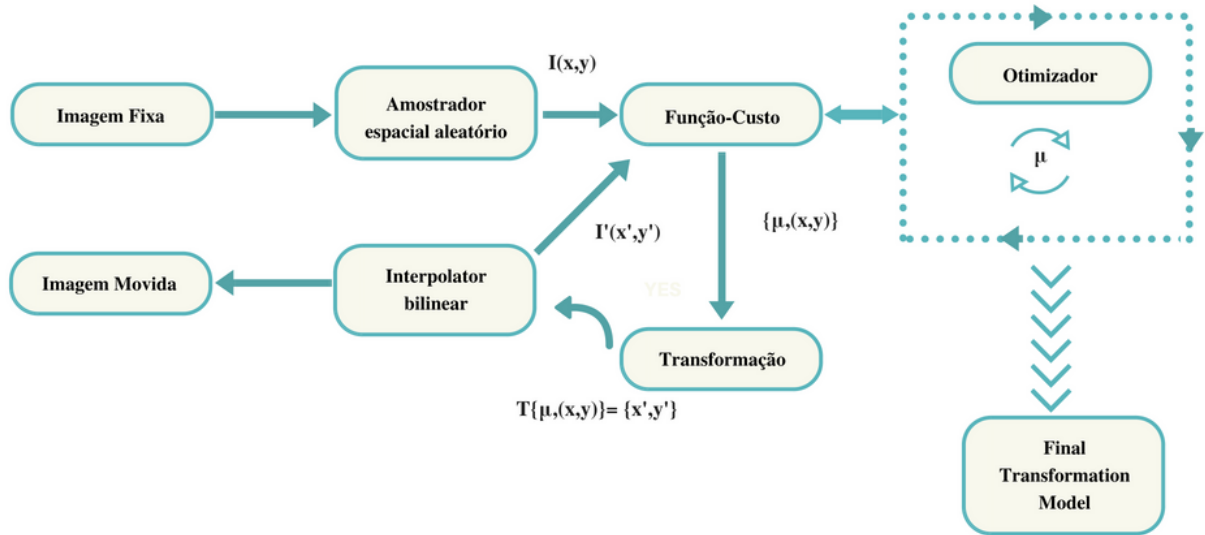 I(x,y)
Imagem Fixa
Amostrador
espacial aleatório
Função-Custo
Otimizador
μ
I'(x',y')
{μ,(x,y)}
Imagem Movida
Interpolator
bilinear
YES
Transformação
T{μ,(x,y)}= {x',y'}
Final
Transformation
Model